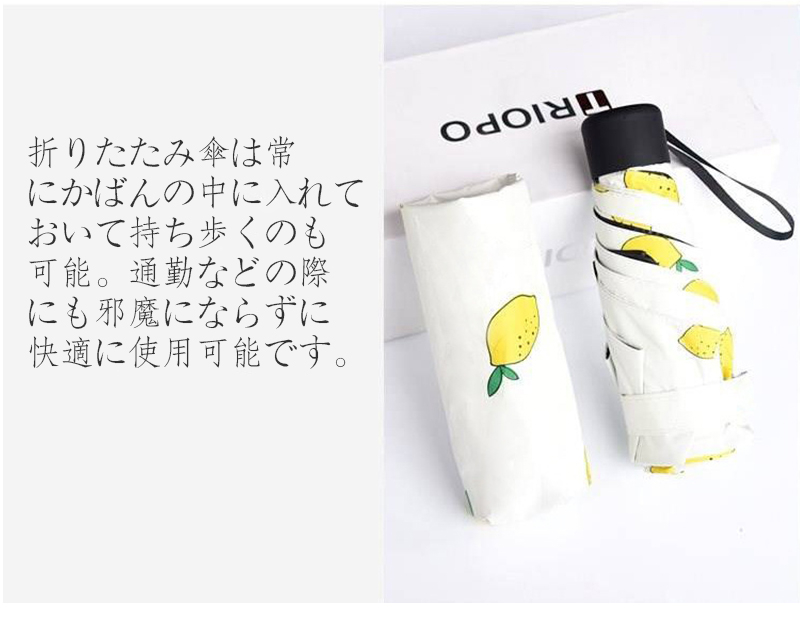 折りたたみ傘は常
にかばんの中に入れて
おいて持ち歩くのも
可能。通勤などの際
にも邪魔にならずに
快適に使用可能です。
TRIOPO